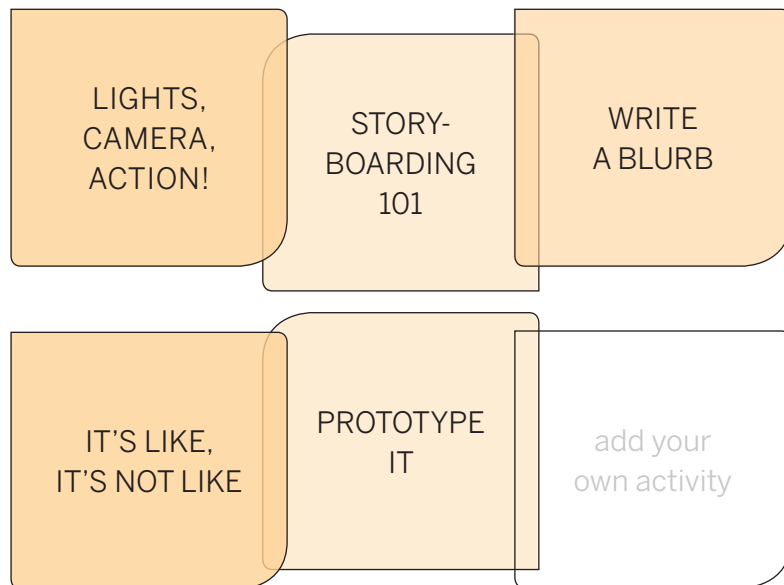 LIGHTS,
CAMERA,
ACTION!
STORY-
BOARDING
101
WRITE
A BLURB
IT’S LIKE,
IT’S NOT LIKE
PROTOTYPE
IT
add your
own activity